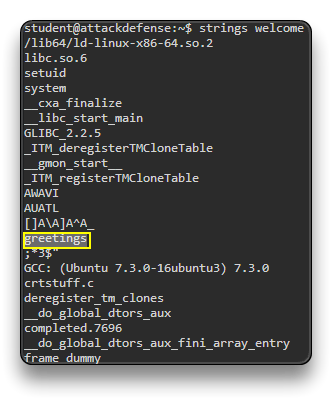 student@attackdefense:~$ strings welcome
/lib64/ld-linux-x86-64.so.2
libc.so.6
setuid
system
__cxa_finalize
__libc_start_main
GLIBC_2.2.5
_ITM_deregisterTMCloneTable
__gmon_start__
_ITM_registerTMCloneTable
AWAVI
AUATL
[]A\A]A^A_
greetings
;*3$"
GCC: (Ubuntu 7.3.0-16ubuntu3) 7.3.0
crtstuff.c
deregister_tm_clones
__do_global_dtors_aux
completed.7696
__do_global_dtors_aux_fini_array_entry
frame_dummy